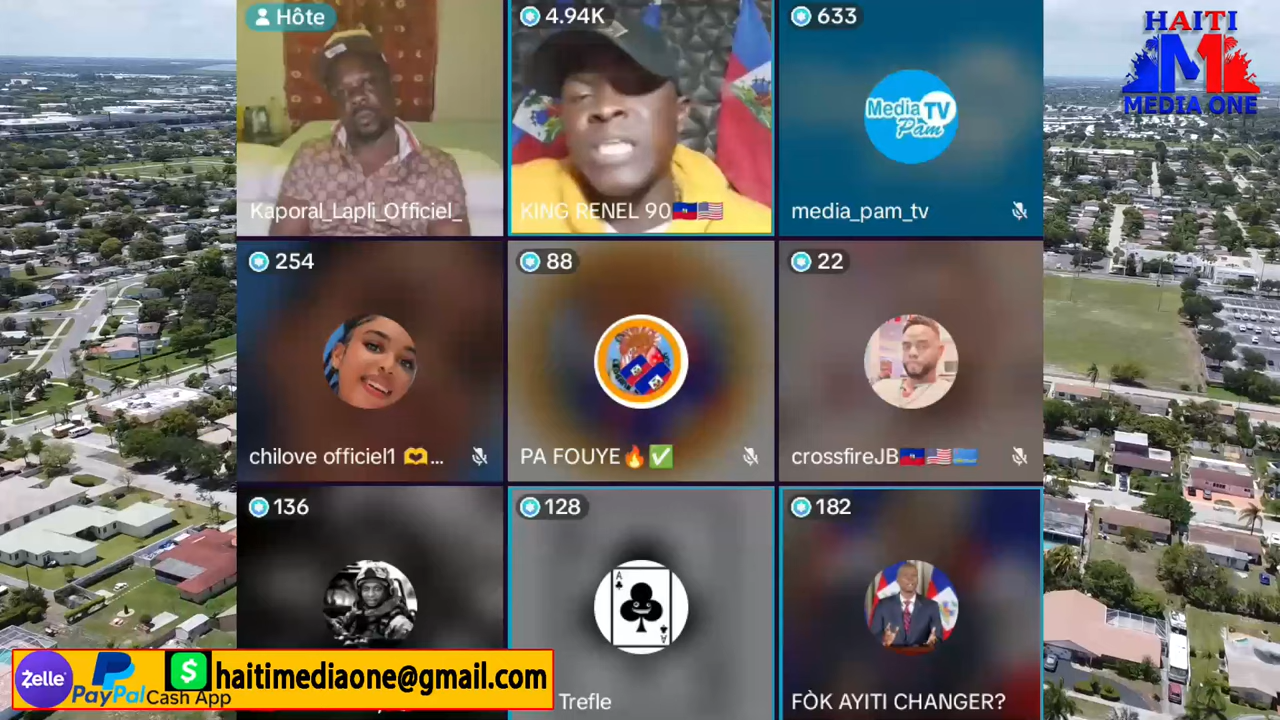 Hôte
4.94K
633
HAITI
M
MEDIA ONE
Media TV
Pam
Kaporal_Lapli_Officiel_
KING RENEL 90
media_pam_tv
254
88
22
chilove officiel1 🫶...
PA FOUYE🔥✅
crossfireJB🇭🇹🇺🇸🇦🇼
136
128
182
A
A
Zelle
PayPal
$
Cash App
haitimediaone@gmail.com
Trefle
FÒK AYITI CHANGER?